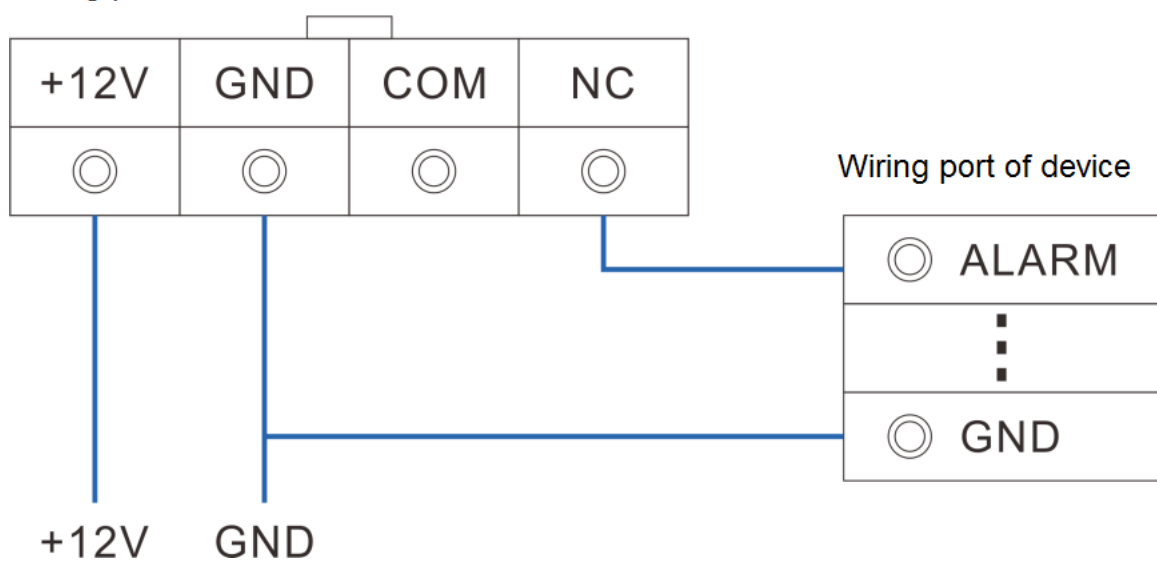 +12V GND COM NC
Wiring port of device
ALARM
GND
+12V GND